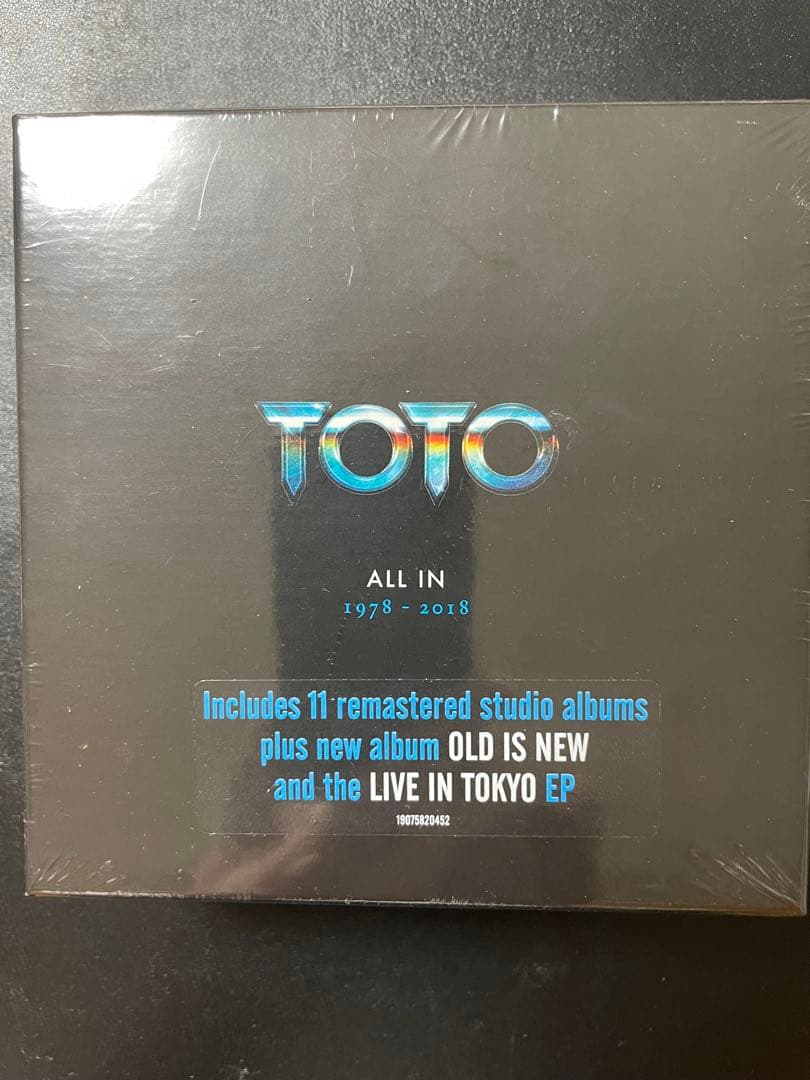 TOTO
ALL IN
1978 - 2018
Includes 11 remastered studio albums
plus new album OLD IS NEW
and the LIVE IN TOKYO EP
19075820452